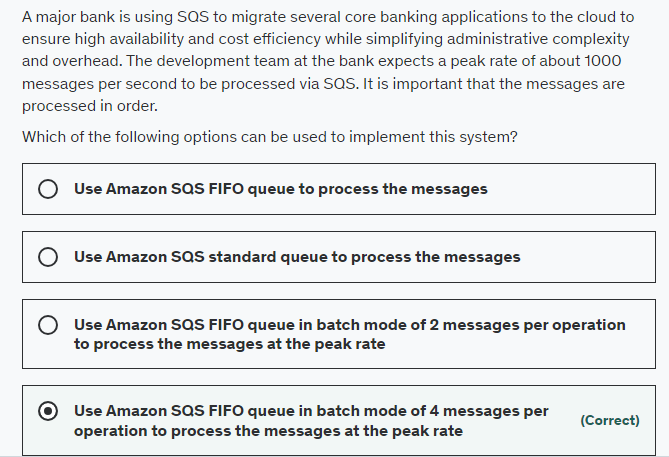 A major bank is using SQS to migrate several core banking applications to the cloud to
ensure high availability and cost efficiency while simplifying administrative complexity
and overhead. The development team at the bank expects a peak rate of about 1000
messages per second to be processed via SQS. It is important that the messages are
processed in order.
Which of the following options can be used to implement this system?
Use Amazon SQS FIFO queue to process the messages
Use Amazon SQS standard queue to process the messages
Use Amazon SQS FIFO queue in batch mode of 2 messages per operation
to process the messages at the peak rate
Use Amazon SQS FIFO queue in batch mode of 4 messages per
operation to process the messages at the peak rate
(Correct)